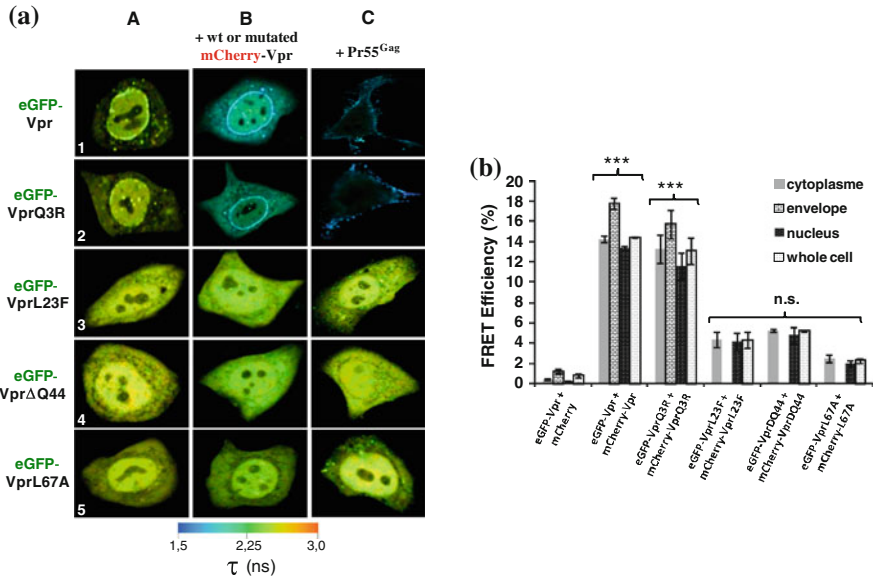 (a)
A
B
C
+ wt or mutated
mCherry-Vpr
+ Pr55Gag
eGFP-
Vpr
1
eGFP-
VprQ3R
2
eGFP-
VprL23F
3
eGFP-
VprΔQ44
4
eGFP-
VprL67A
5
1,5
2,25
3,0
τ (ns)
(b)
FRET Efficiency (%)
20
18
16
14
12
10
8
6
4
2
0
***
***
n.s.
cytoplasme
envelope
nucleus
whole cell
eGFP-Vpr +
mCherry
eGFP-Vpr +
mCherry-Vpr
eGFP-VprQ3R +
mCherry-VprQ3R
eGFP-VprL23F +
mCherry-VprL23F
eGFP-VprDQ44 +
mCherry-VprDQ44
eGFP-VprL67A +
mCherry-L67A